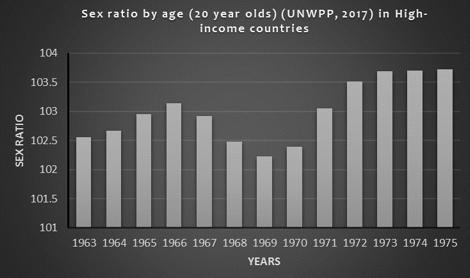 Sex ratio by age (20 year olds) (UNWPP, 2017) in High-
income countries
104
103.5
103
102.5
102
101.5
101
SEX RATIO
1963 1964 1965 1966 1967 1968 1969 1970 1971 1972 1973 1974 1975
YEARS